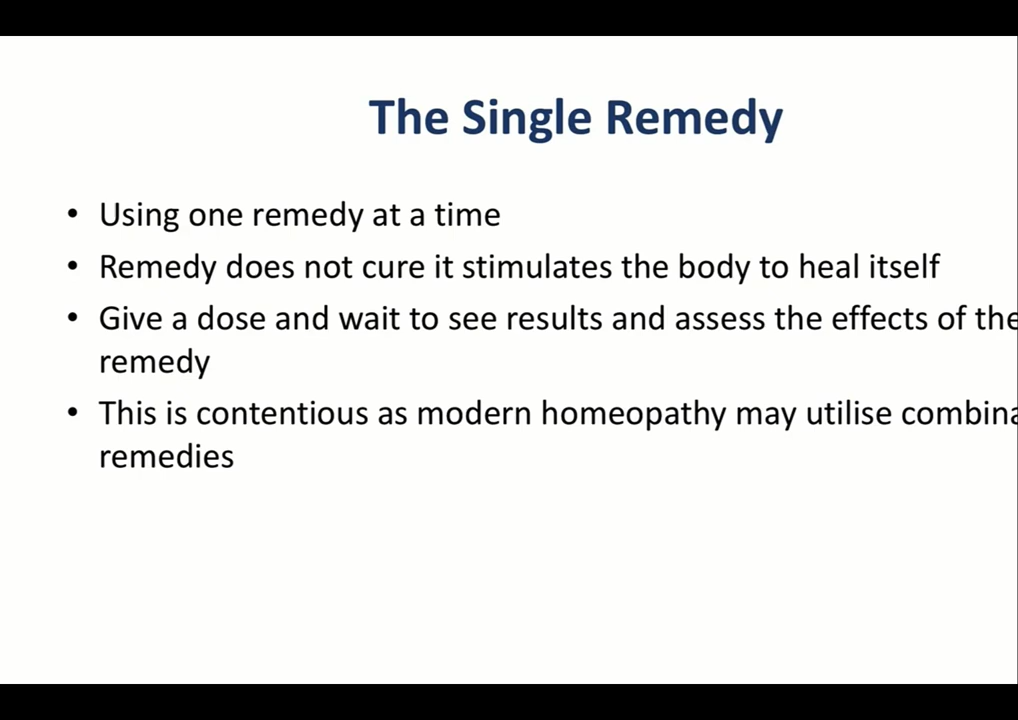 The Single Remedy
• Using one remedy at a time
• Remedy does not cure it stimulates the body to heal itself
• Give a dose and wait to see results and assess the effects of the
remedy
• This is contentious as modern homeopathy may utilise
remedies